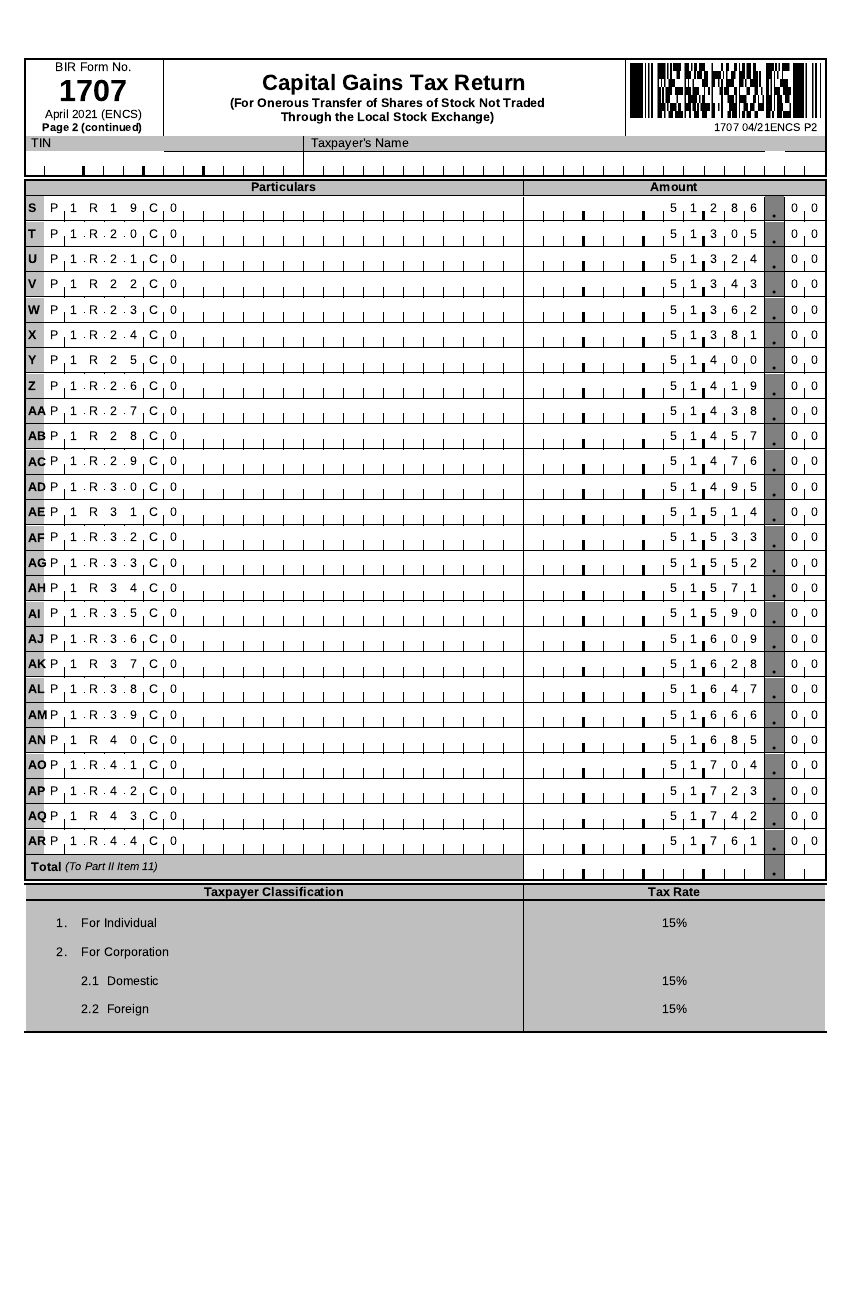 BIR Form No.
1707
April 2021 (ENCS)
Page 2 (continued)
Capital Gains Tax Return
(For Onerous Transfer of Shares of Stock Not Traded
Through the Local Stock Exchange)
1707 04/21ENCS P2
TIN Taxpayer's Name
Particulars Amount
S P1R19C0 51286.00
T P1R20C0 51305.00
U P1R21C0 51324.00
V P1R22C0 51343.00
W P1R23C0 51362.00
X P1R24C0 51381.00
Y P1R25C0 51400.00
Z P1R26C0 51419.00
AA P1R27C0 51438.00
AB P1R28C0 51457.00
AC P1R29C0 51476.00
AD P1R30C0 51495.00
AE P1R31C0 51514.00
AF P1R32C0 51533.00
AG P1R33C0 51552.00
AH P1R34C0 51571.00
AI P1R35C0 51590.00
AJ P1R36C0 51609.00
AK P1R37C0 51628.00
AL P1R38C0 51647.00
AM P1R39C0 51666.00
AN P1R40C0 51685.00
AO P1R41C0 51704.00
AP P1R42C0 51723.00
AQ P1R43C0 51742.00
AR P1R44C0 51761.00
Total (To Part II Item 11) .
Taxpayer Classification Tax Rate
1. For Individual 15%
2. For Corporation
2.1 Domestic 15%
2.2 Foreign 15%